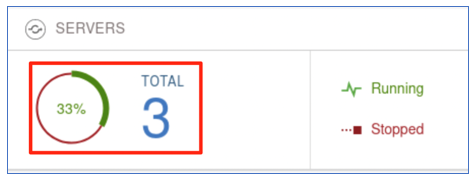 SERVERS
33%
TOTAL
3
Running
Stopped